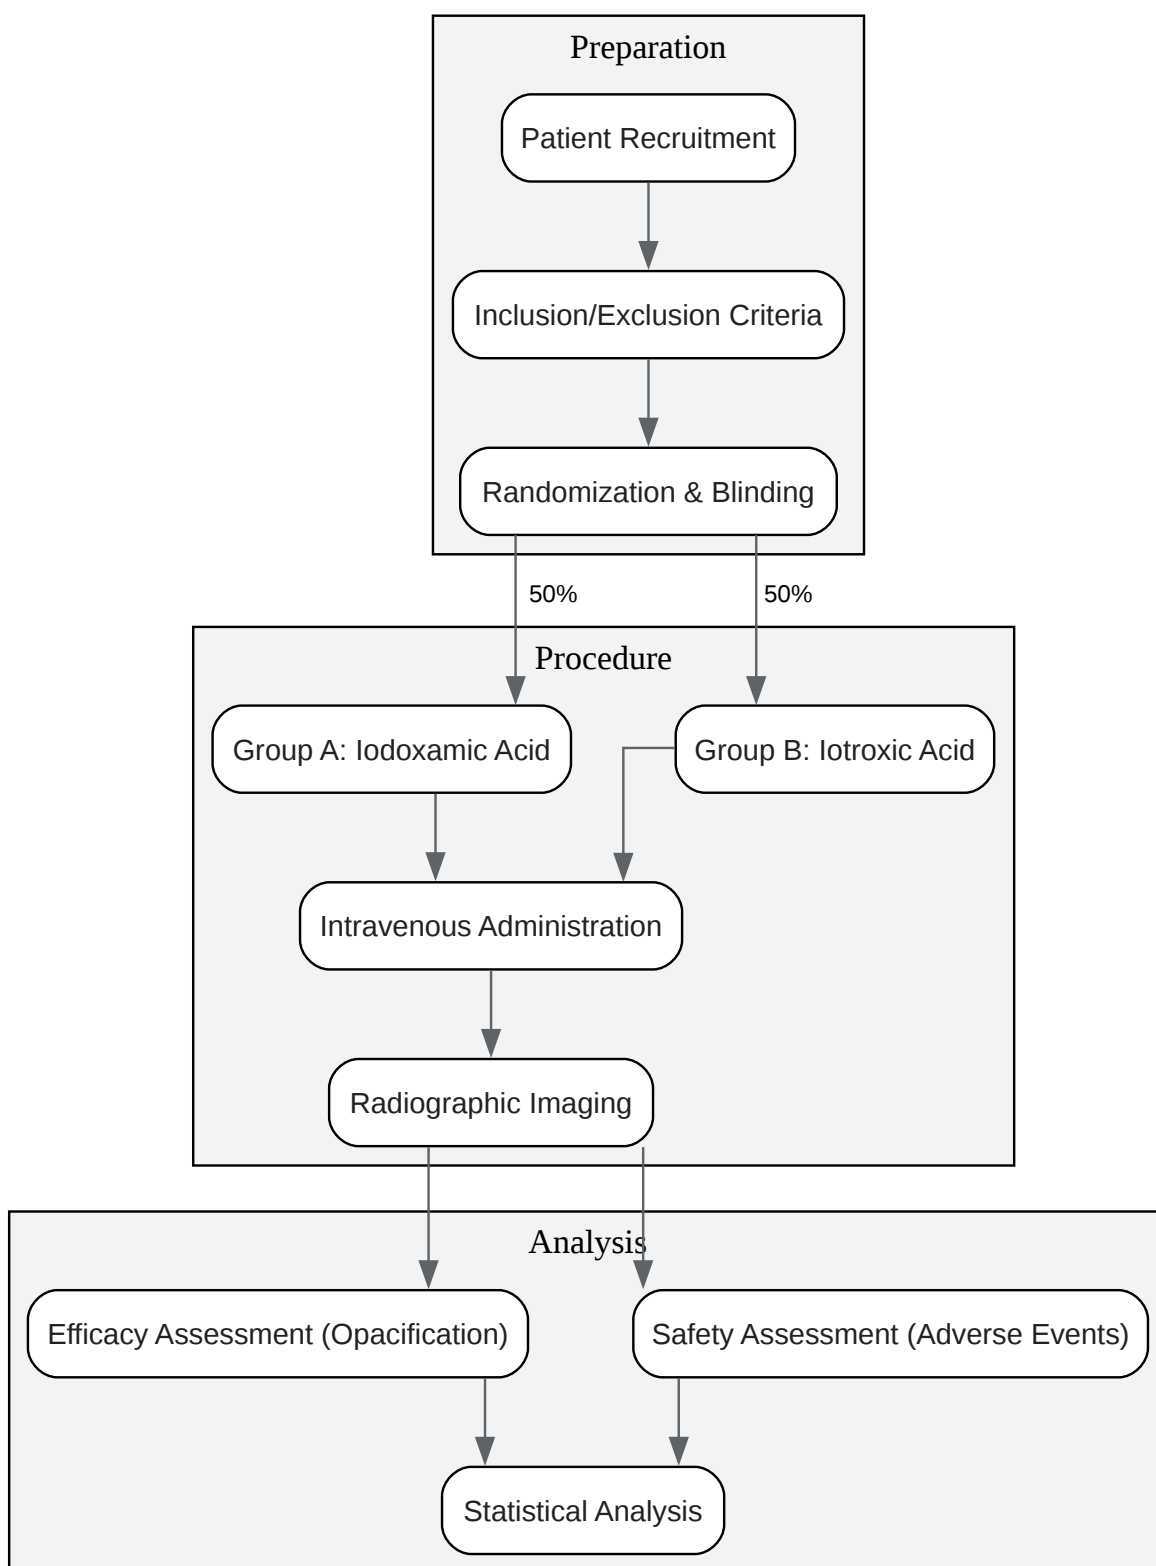 Preparation
Patient Recruitment
Inclusion/Exclusion Criteria
Randomization & Blinding
50%
50%
Procedure
Group A: Iodoxamic Acid
Group B: Iotroxic Acid
Intravenous Administration
Radiographic Imaging
Analysis
Efficacy Assessment (Opacification)
Safety Assessment (Adverse Events)
Statistical Analysis